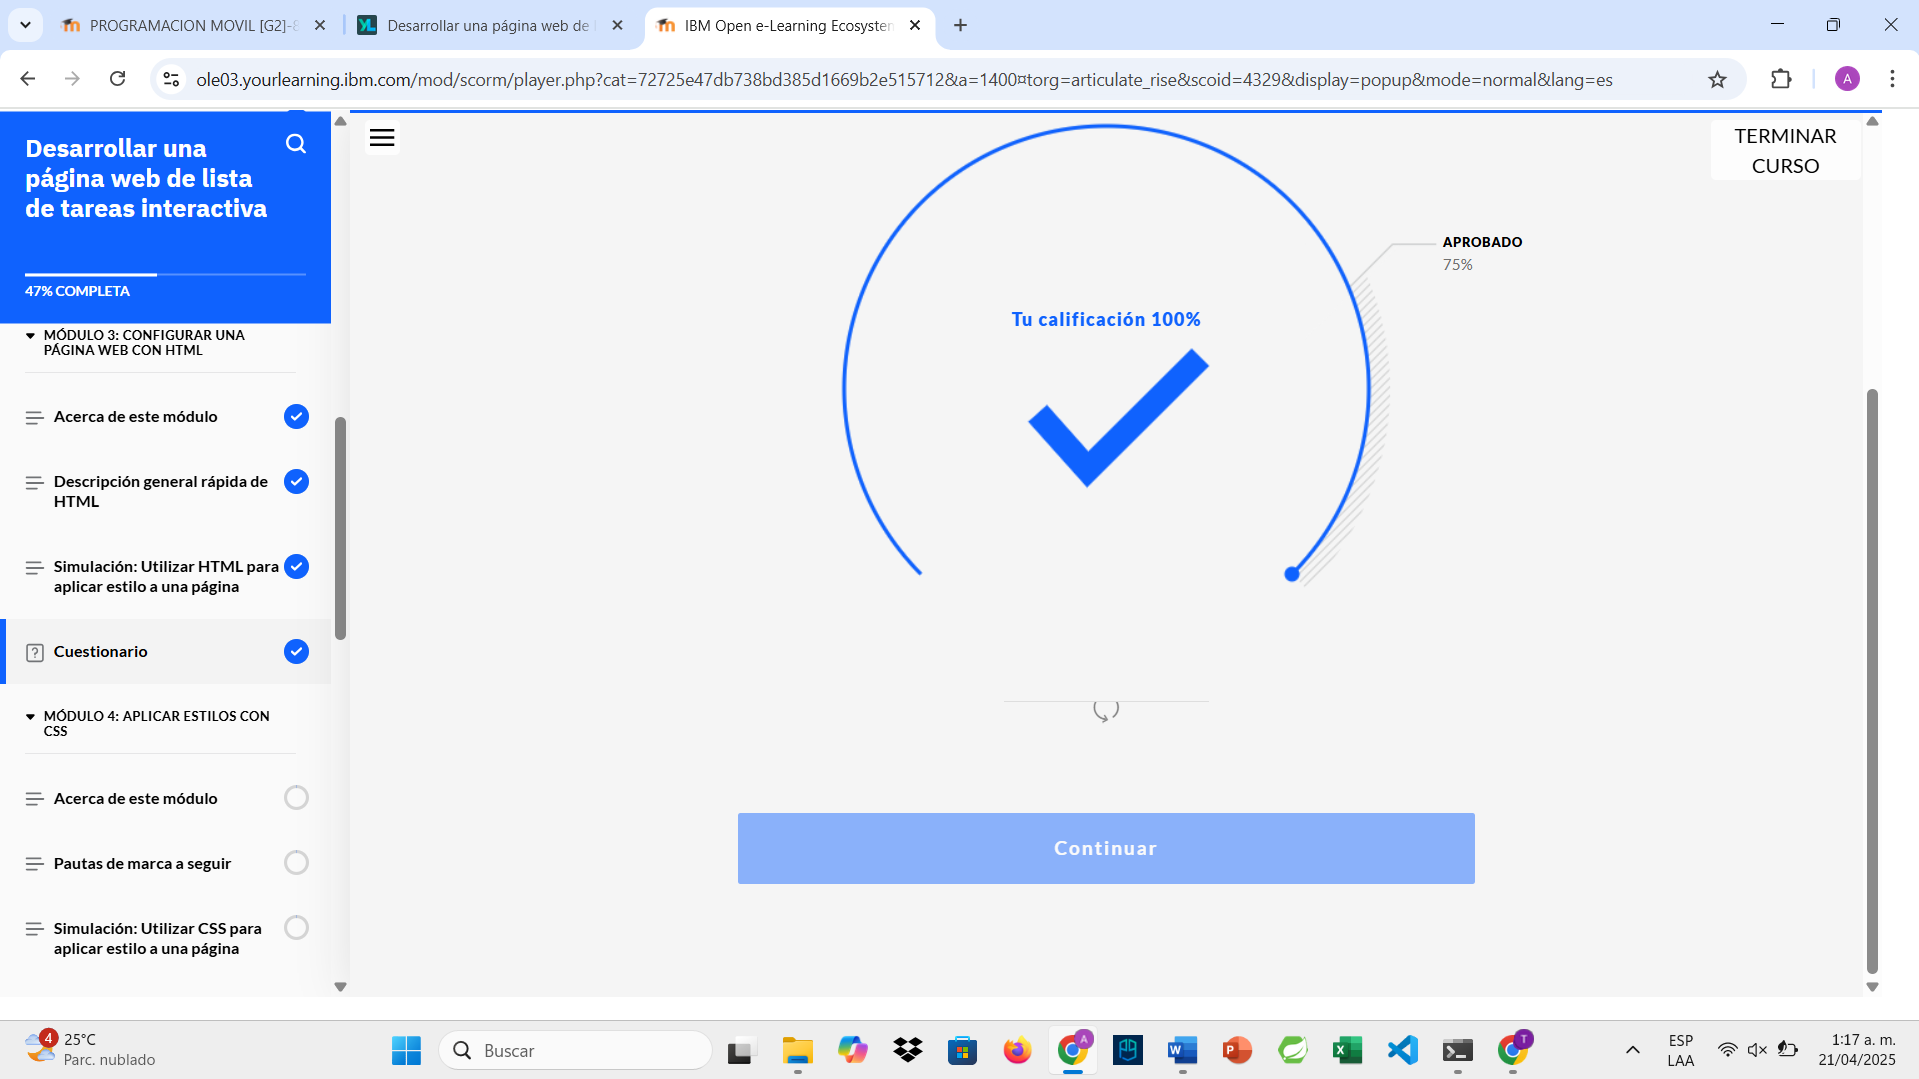 PROGRAMACION MOVIL [G2]-8
Desarrollar una página web de l
IBM Open e-Learning Ecosysten
ole03.yourlearning.ibm.com/mod/scorm/player.php?cat=72725e47db738bd385d1669b2e515712&a=1400¤torg=articulate_rise&scoid=4329&display=popup&mode=normal&lang=es
A
Desarrollar una
página web de lista
de tareas interactiva
47% COMPLETA
MÓDULO 3: CONFIGURAR UNA
PÁGINA WEB CON HTML
Acerca de este módulo
Descripción general rápida de
HTML
Simulación: Utilizar HTML para
aplicar estilo a una página
Cuestionario
MÓDULO 4: APLICAR ESTILOS CON
CSS
Acerca de este módulo
Pautas de marca a seguir
Simulación: Utilizar CSS para
aplicar estilo a una página
TERMINAR
CURSO
APROBADO
75%
Tu calificación 100%
Continuar
4
25°C
Parc. nublado
Buscar
A
T
ESP
LAA
1:17 a. m.
21/04/2025